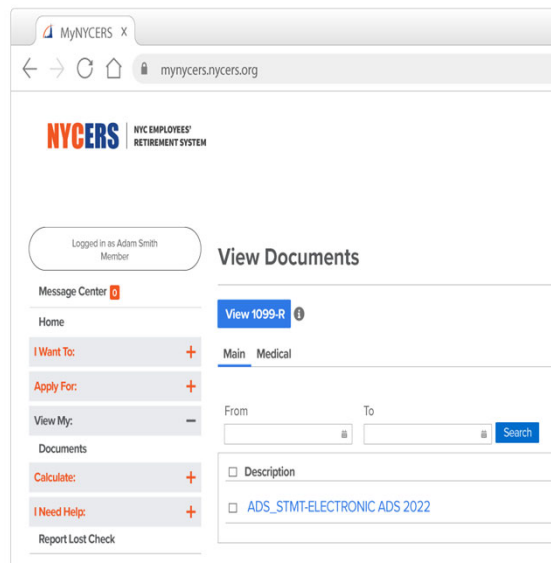 MyNYCERS X
mynycers.nycers.org
NYCERS
NYC EMPLOYEES'
RETIREMENT SYSTEM
Logged in as Adam Smith
Member
Message Center 0
Home
I Want To: +
Apply For: +
View My: –
Documents
Calculate: +
I Need Help: +
Report Lost Check
View Documents
View 1099-R i
Main Medical
From To
Search
Description
ADS_STMT-ELECTRONIC ADS 2022